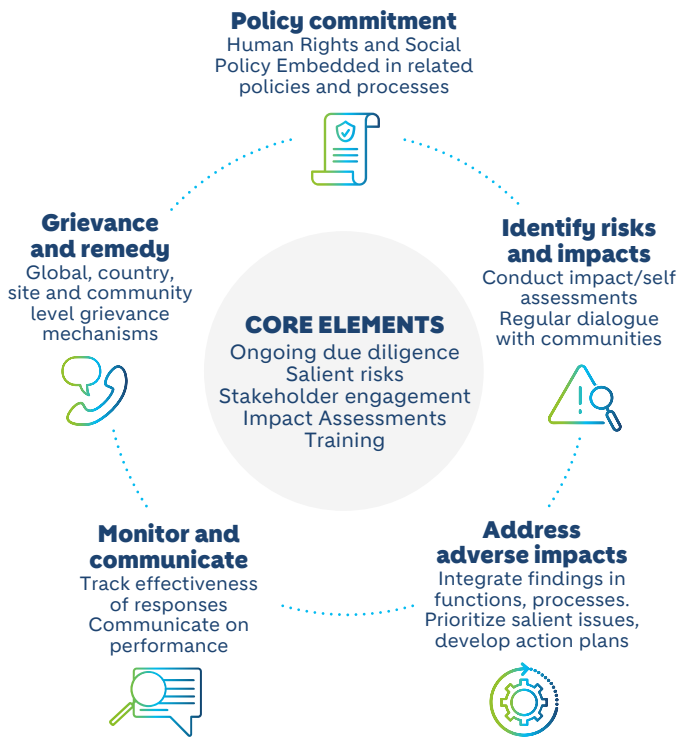 Policy commitment
Human Rights and Social
Policy Embedded in related
policies and processes
Identify risks
and impacts
Conduct impact/self
assessments
Regular dialogue
with communities
Address
adverse impacts
Integrate findings in
functions, processes.
Prioritize salient issues,
develop action plans
Monitor and
communicate
Track effectiveness
of responses
Communicate on
performance
Grievance
and remedy
Global, country,
site and community
level grievance
mechanisms
CORE ELEMENTS
Ongoing due diligence
Salient risks
Stakeholder engagement
Impact Assessments
Training